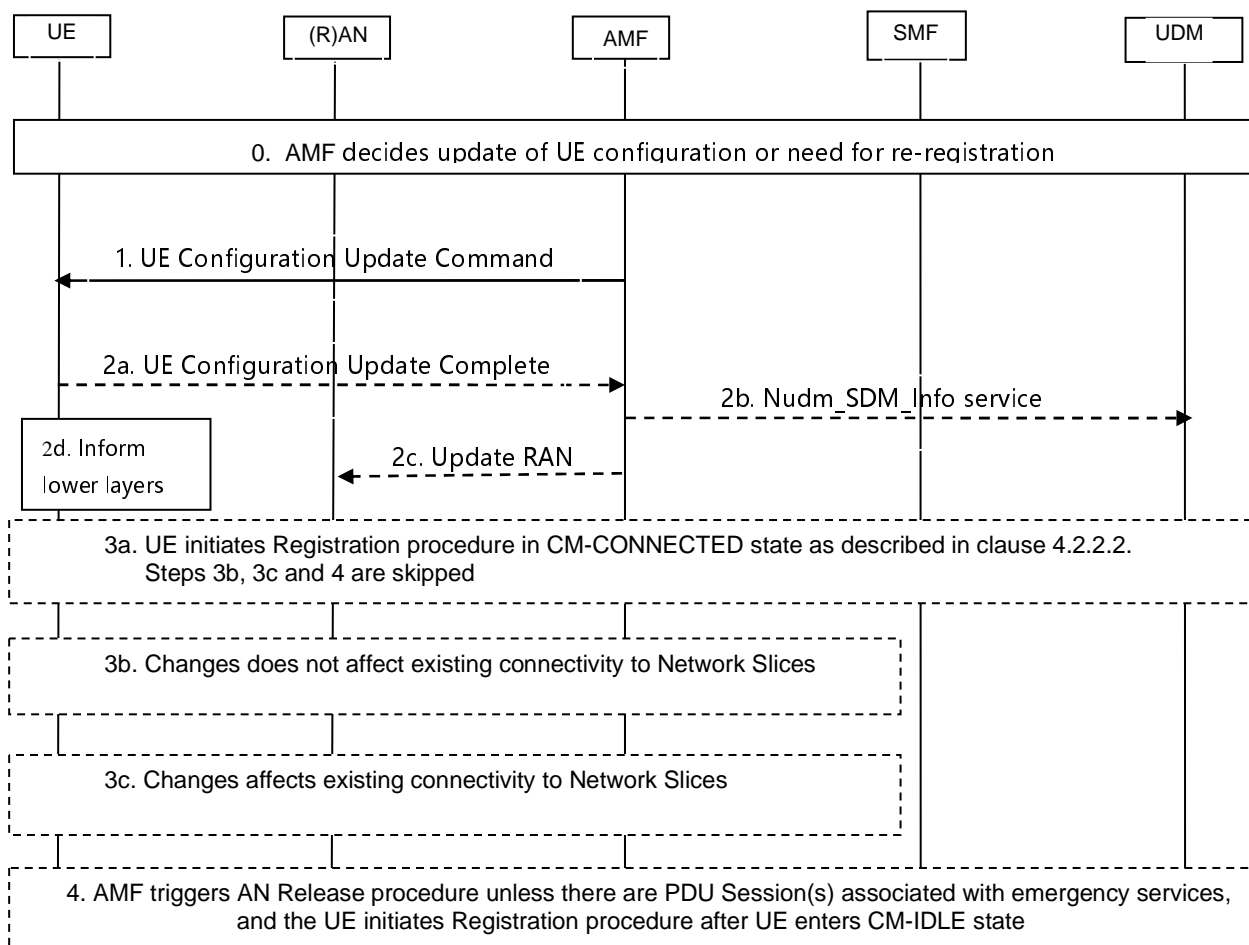 UE
(R)AN
AMF
SMF
UDM
0. AMF decides update of UE configuration or need for re-registration
1. UE Configuration Update Command
2a. UE Configuration Update Complete
2b. Nudm_SDM_Info service
2c. Update RAN
2d. Inform
lower layers
3a. UE initiates Registration procedure in CM-CONNECTED state as described in clause 4.2.2.2.
Steps 3b, 3c and 4 are skipped
3b. Changes does not affect existing connectivity to Network Slices
3c. Changes affects existing connectivity to Network Slices
4. AMF triggers AN Release procedure unless there are PDU Session(s) associated with emergency services,
and the UE initiates Registration procedure after UE enters CM-IDLE state